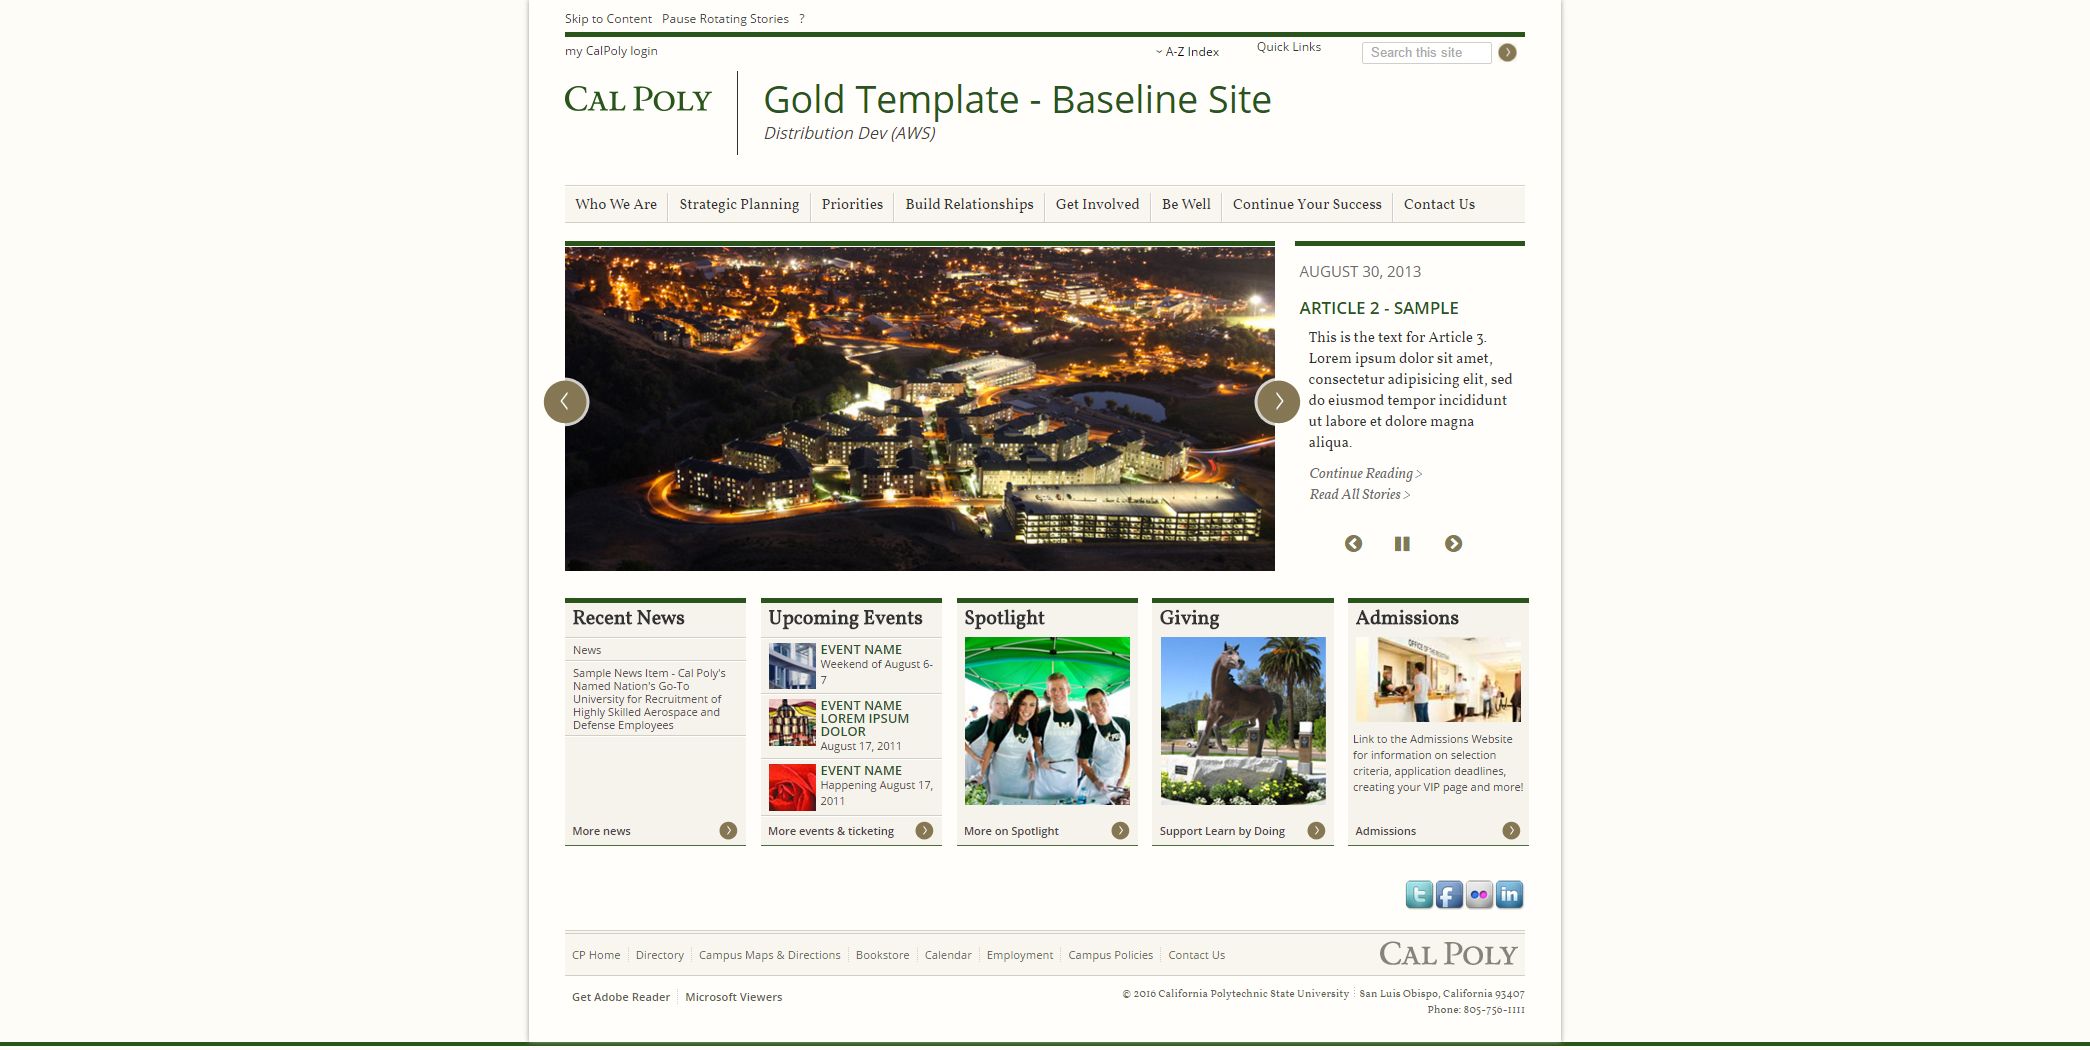 Skip to Content Pause Rotating Stories ?
my CalPoly login
A-Z Index
Quick Links
Search this site
CAL POLY
Gold Template - Baseline Site
Distribution Dev (AWS)
Who We Are Strategic Planning Priorities Build Relationships Get Involved Be Well Continue Your Success Contact Us
AUGUST 30, 2013
ARTICLE 2 - SAMPLE
This is the text for Article 3.
Lorem ipsum dolor sit amet,
consectetur adipisicing elit, sed
do eiusmod tempor incididunt
ut labore et dolore magna
aliqua.
Continue Reading >
Read All Stories >
Recent News
News
Sample News Item - Cal Poly's
Named Nation's Go-To
University for Recruitment of
Highly Skilled Aerospace and
Defense Employees
More news
Upcoming Events
EVENT NAME
Weekend of August 6-
7
EVENT NAME
LOREM IPSUM
DOLOR
August 17, 2011
EVENT NAME
Happening August 17,
2011
More events & ticketing
Spotlight
More on Spotlight
Giving
Support Learn by Doing
Admissions
OFFICE OF THE REGISTRAR
Link to the Admissions Website
for information on selection
criteria, application deadlines,
creating your VIP page and more!
Admissions
CP Home Directory Campus Maps & Directions Bookstore Calendar Employment Campus Policies Contact Us
CAL POLY
Get Adobe Reader Microsoft Viewers
© 2016 California Polytechnic State University San Luis Obispo, California 93407
Phone: 805-756-1111